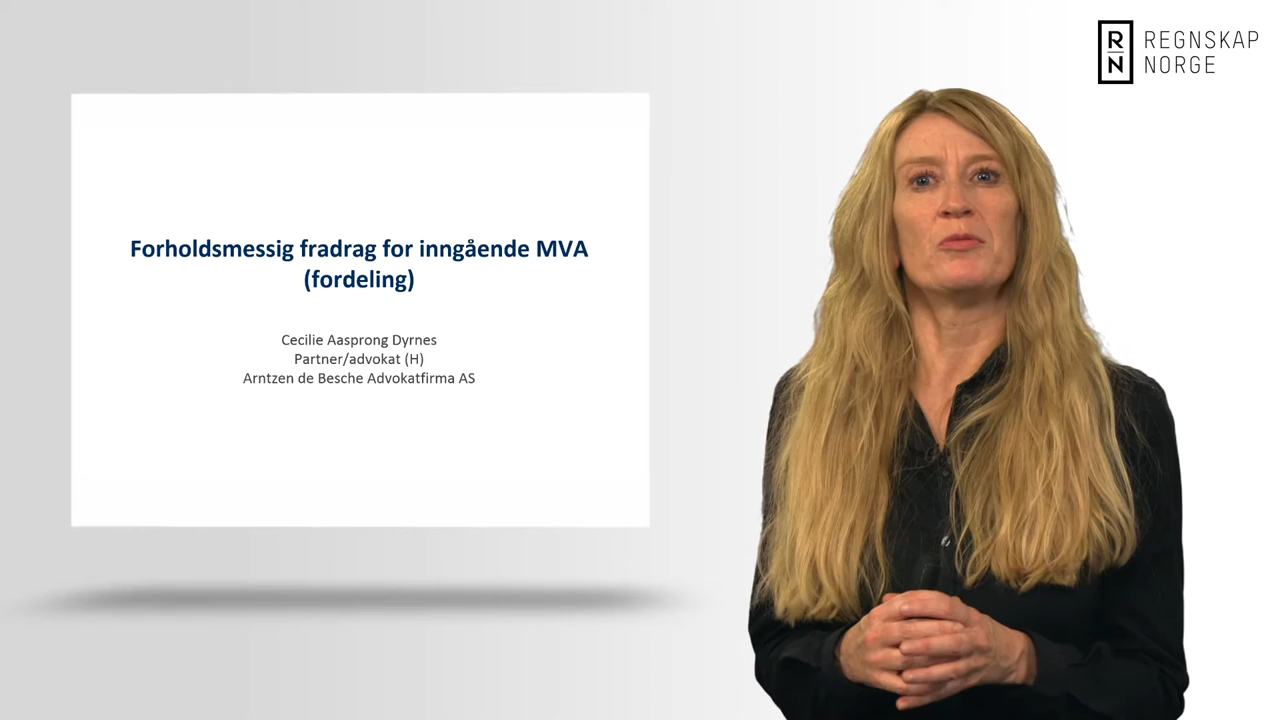 Forholdsmessig fradrag for inngående MVA
(fordeling)
Cecilie Aasprong Dyrnes
Partner/advokat (H)
Arntzen de Besche Advokatfirma AS
R
N
REGNSKAP
NORGE